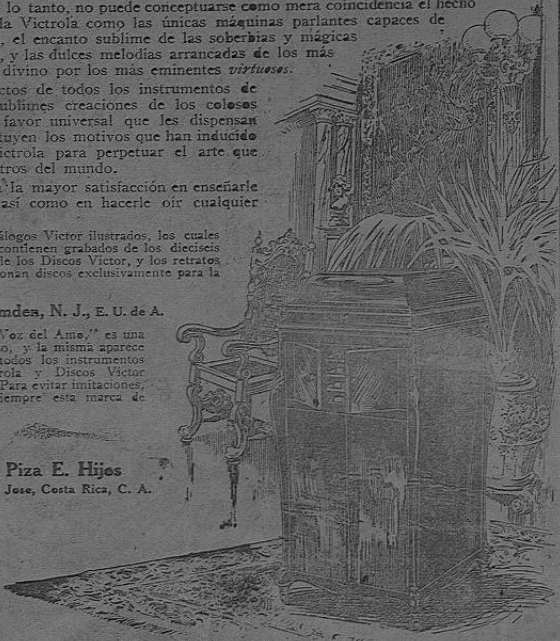 lo tanto, no puede conceptuarse como mera coincidencia el hecho
la Victrola como las únicas máquinas parlantes capaces de
, el encanto sublime de las soberbias y mágicas
, y las dulces melodías arrancadas de los más
divino por los más eminentes virtuosos.
ctos de todos los instrumentos de
ublimes creaciones de los colosos
favor universal que les dispensan
tuyen los motivos que han inducido
ictrola para perpetuar el arte que
tros del mundo.
la mayor satisfacción en enseñarle
así como en hacerle oir cualquier
álogos Victor ilustrados, los cuales
contienen grabados de los dieciseis
de los Discos Victor, y los retratos
onan discos exclusivamente para la
mden, N. J., E. U. de A.
Voz del Amo," es una
o, y la misma aparece
todos los instrumentos
rola y Discos Victor
Para evitar imitaciones,
iempre esta marca de
Piza E. Hijos
Jose, Costa Rica, C. A.